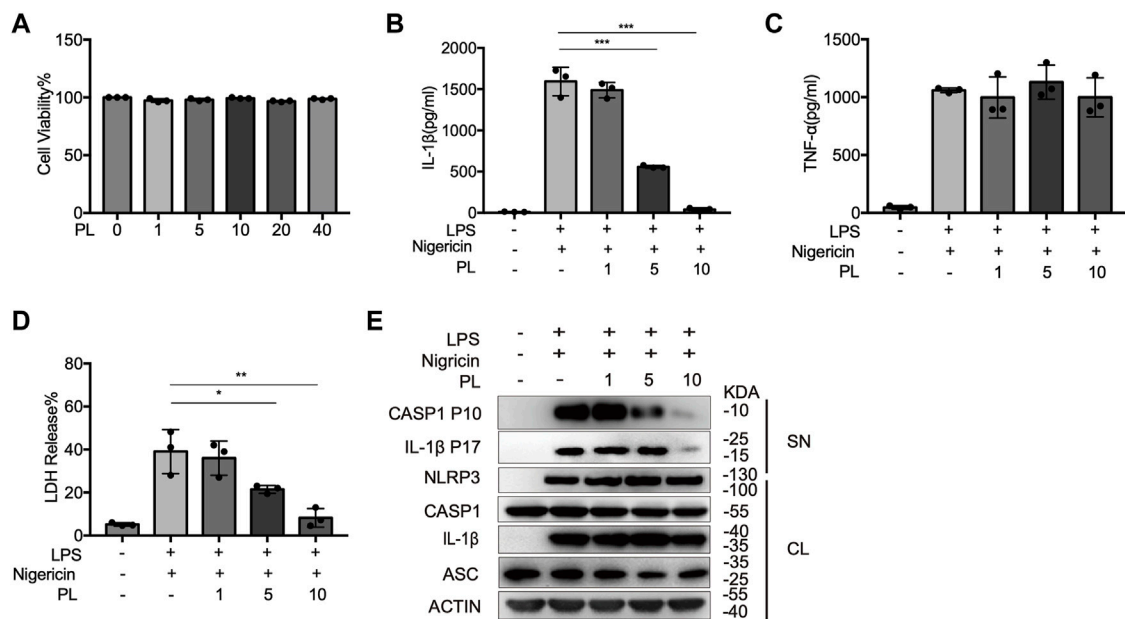 A
Cell Viability%
150
100
50
0
PL 0 1 5 10 20 40
B
***
***
IL-1β(pg/ml)
2000
1500
1000
500
0
LPS - + + + +
Nigericin - + + + +
PL - - 1 5 10
C
TNF-α(pg/ml)
1500
1000
500
0
LPS - + + + +
Nigericin - + + + +
PL - - 1 5 10
D
**
*
LDH Release%
80
60
40
20
0
LPS - + + + +
Nigericin - + + + +
PL - - 1 5 10
E
LPS - + + + +
Nigricin - + + + +
PL - - 1 5 10
KDA
CASP1 P10 -10
IL-1β P17 -25
-15
SN
NLRP3 -130
-100
CASP1 -55
IL-1β -40
-35
CL
ASC -35
-25
ACTIN -55
-40